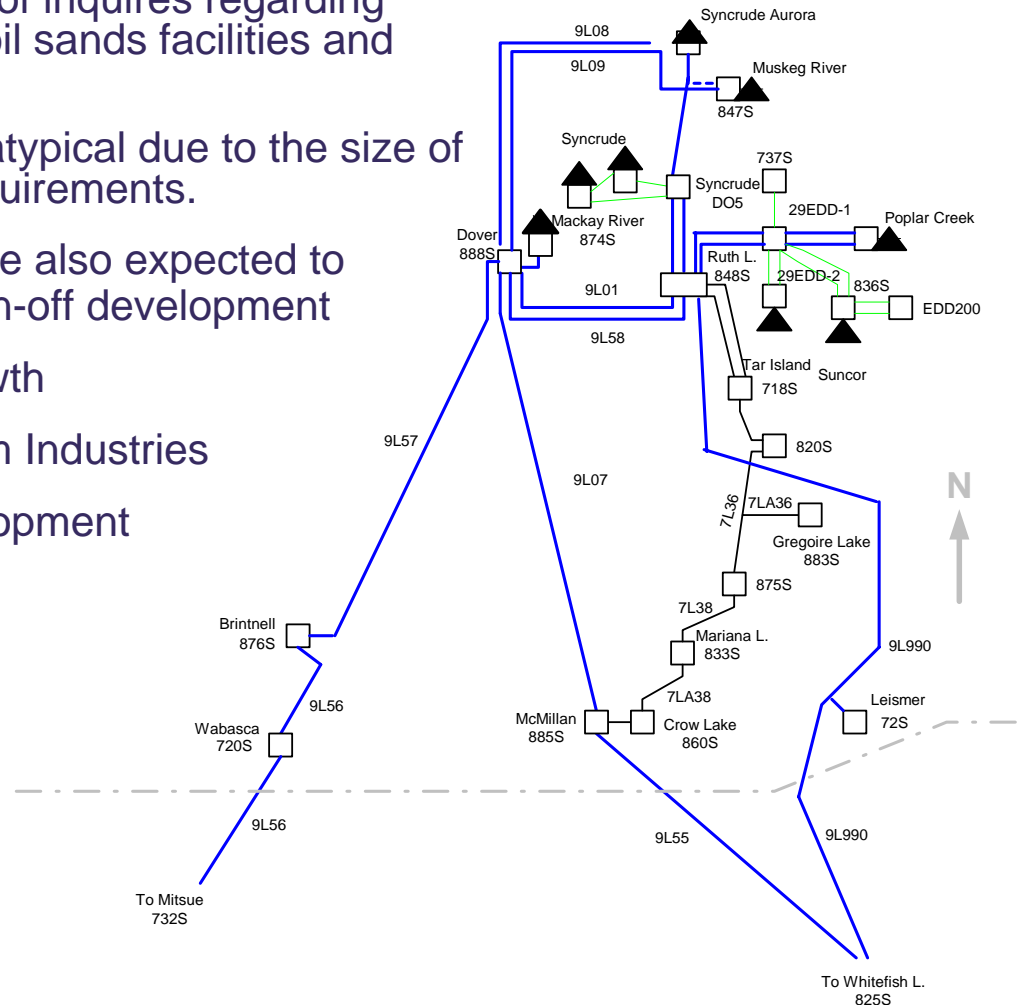 or inquires regarding
oil sands facilities and
atypical due to the size of
uirements.
e also expected to
n-off development
wth
n Industries
opment
Syncrude Aurora
9L08
9L09
Muskeg River
847S
Syncrude
737S
Syncrude
DO5
29EDD-1
Poplar Creek
Mackay River
874S
Dover
888S
Ruth L.
848S
29EDD-2
836S
EDD200
9L01
9L58
Tar Island
718S
Suncor
9L57
820S
9L07
7L36
7LA36
N
Gregoire Lake
883S
875S
7L38
Brintnell
876S
Mariana L.
833S
9L990
7LA38
Leismer
72S
9L56
Wabasca
720S
McMillan
885S
Crow Lake
860S
9L56
9L55
9L990
To Mitsue
732S
To Whitefish L.
825S